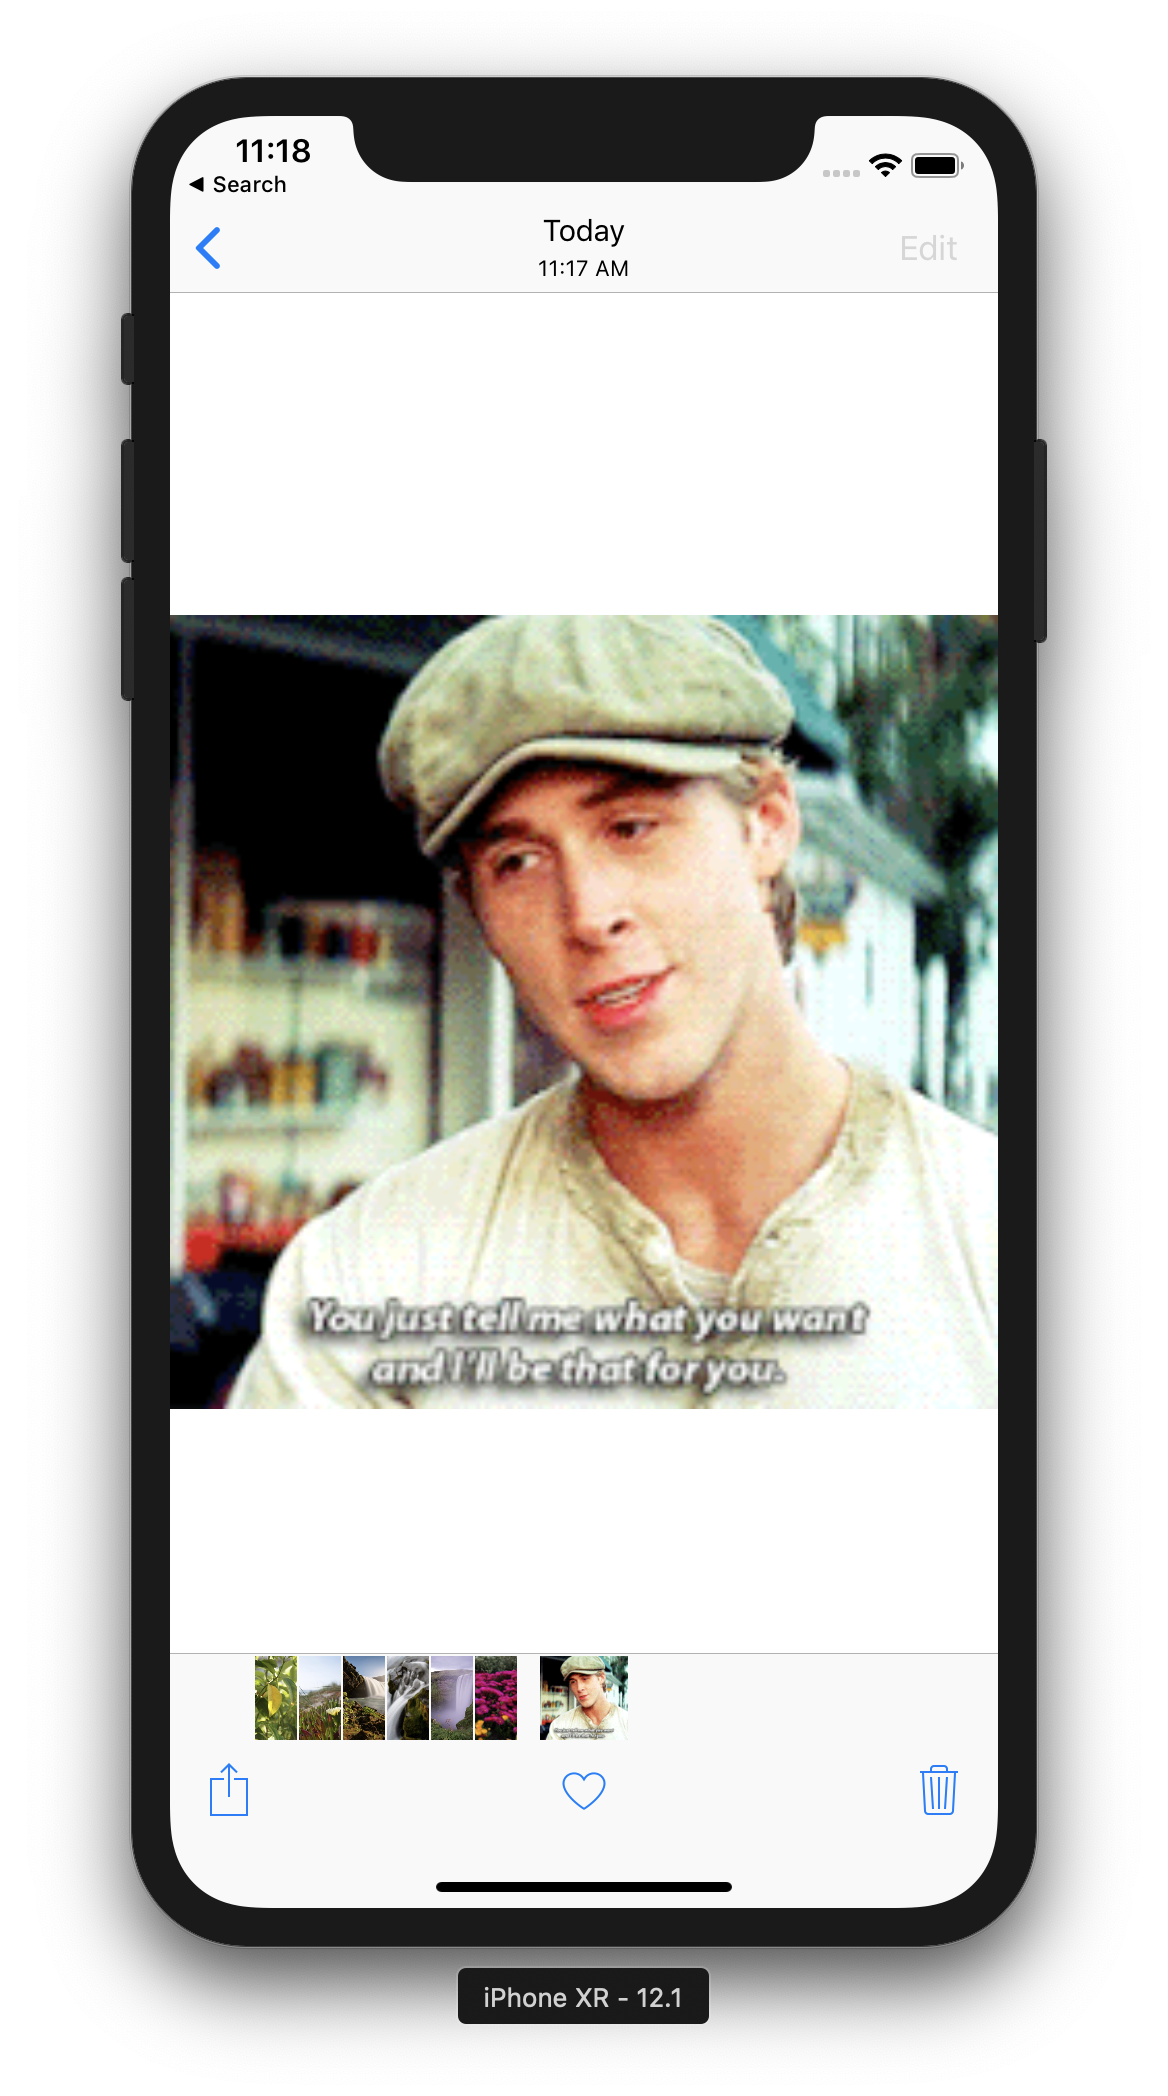 11:18
◀ Search
Today
11:17 AM
Edit
You just tell me what you want
and I'll be that for you.
iPhone XR - 12.1